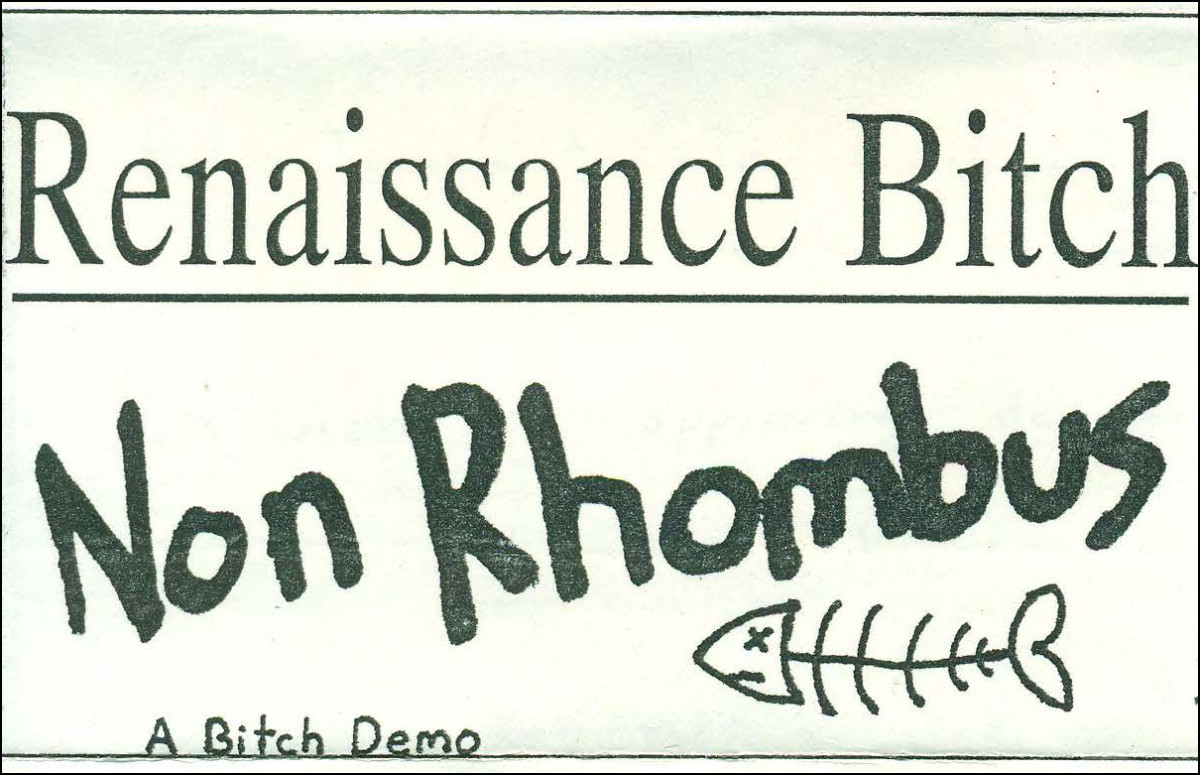 Renaissance Bitch
Non Rhombus
A Bitch Demo